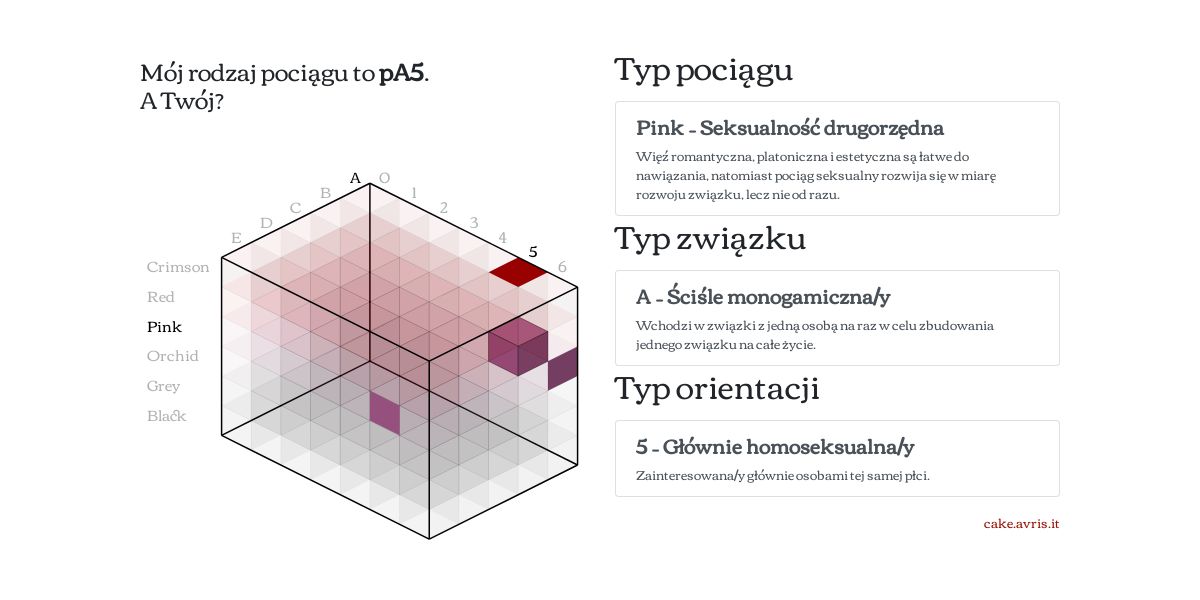 Mój rodzaj pociągu to pA5.
A Twój?
A
O
B
1
C
2
D
3
E
4
5
6
Crimson
Red
Pink
Orchid
Grey
Black
Typ pociągu
Pink - Seksualność drugorzędna
Więź romantyczna, platoniczna i estetyczna są łatwe do
nawiązania, natomiast pociąg seksualny rozwija się w miarę
rozwoju związku, lecz nie od razu.
Typ związku
A - Ściśle monogamiczna/y
Wchodzi w związki z jedną osobą na raz w celu zbudowania
jednego związku na całe życie.
Typ orientacji
5 - Głównie homoseksualna/y
Zainteresowana/y głównie osobami tej samej płci.
cake.avris.it